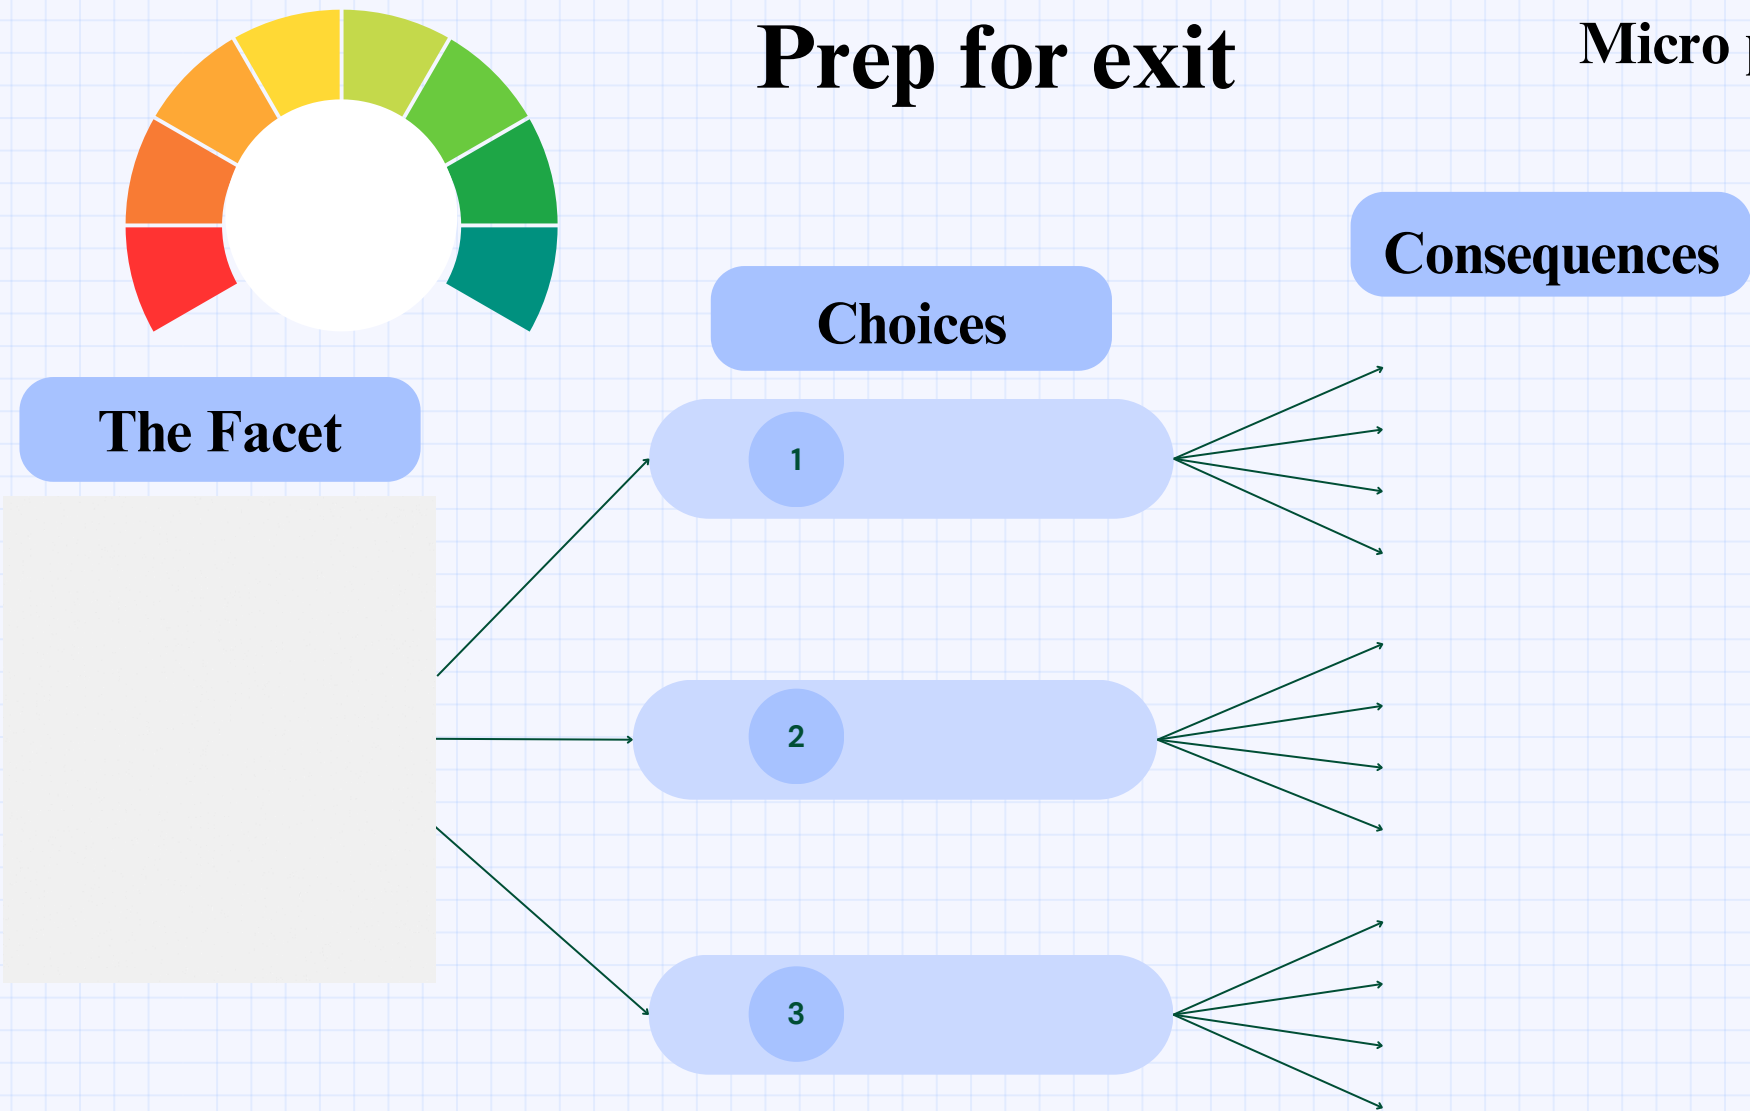 Prep for exit
Micro
Consequences
Choices
The Facet
1
2
3